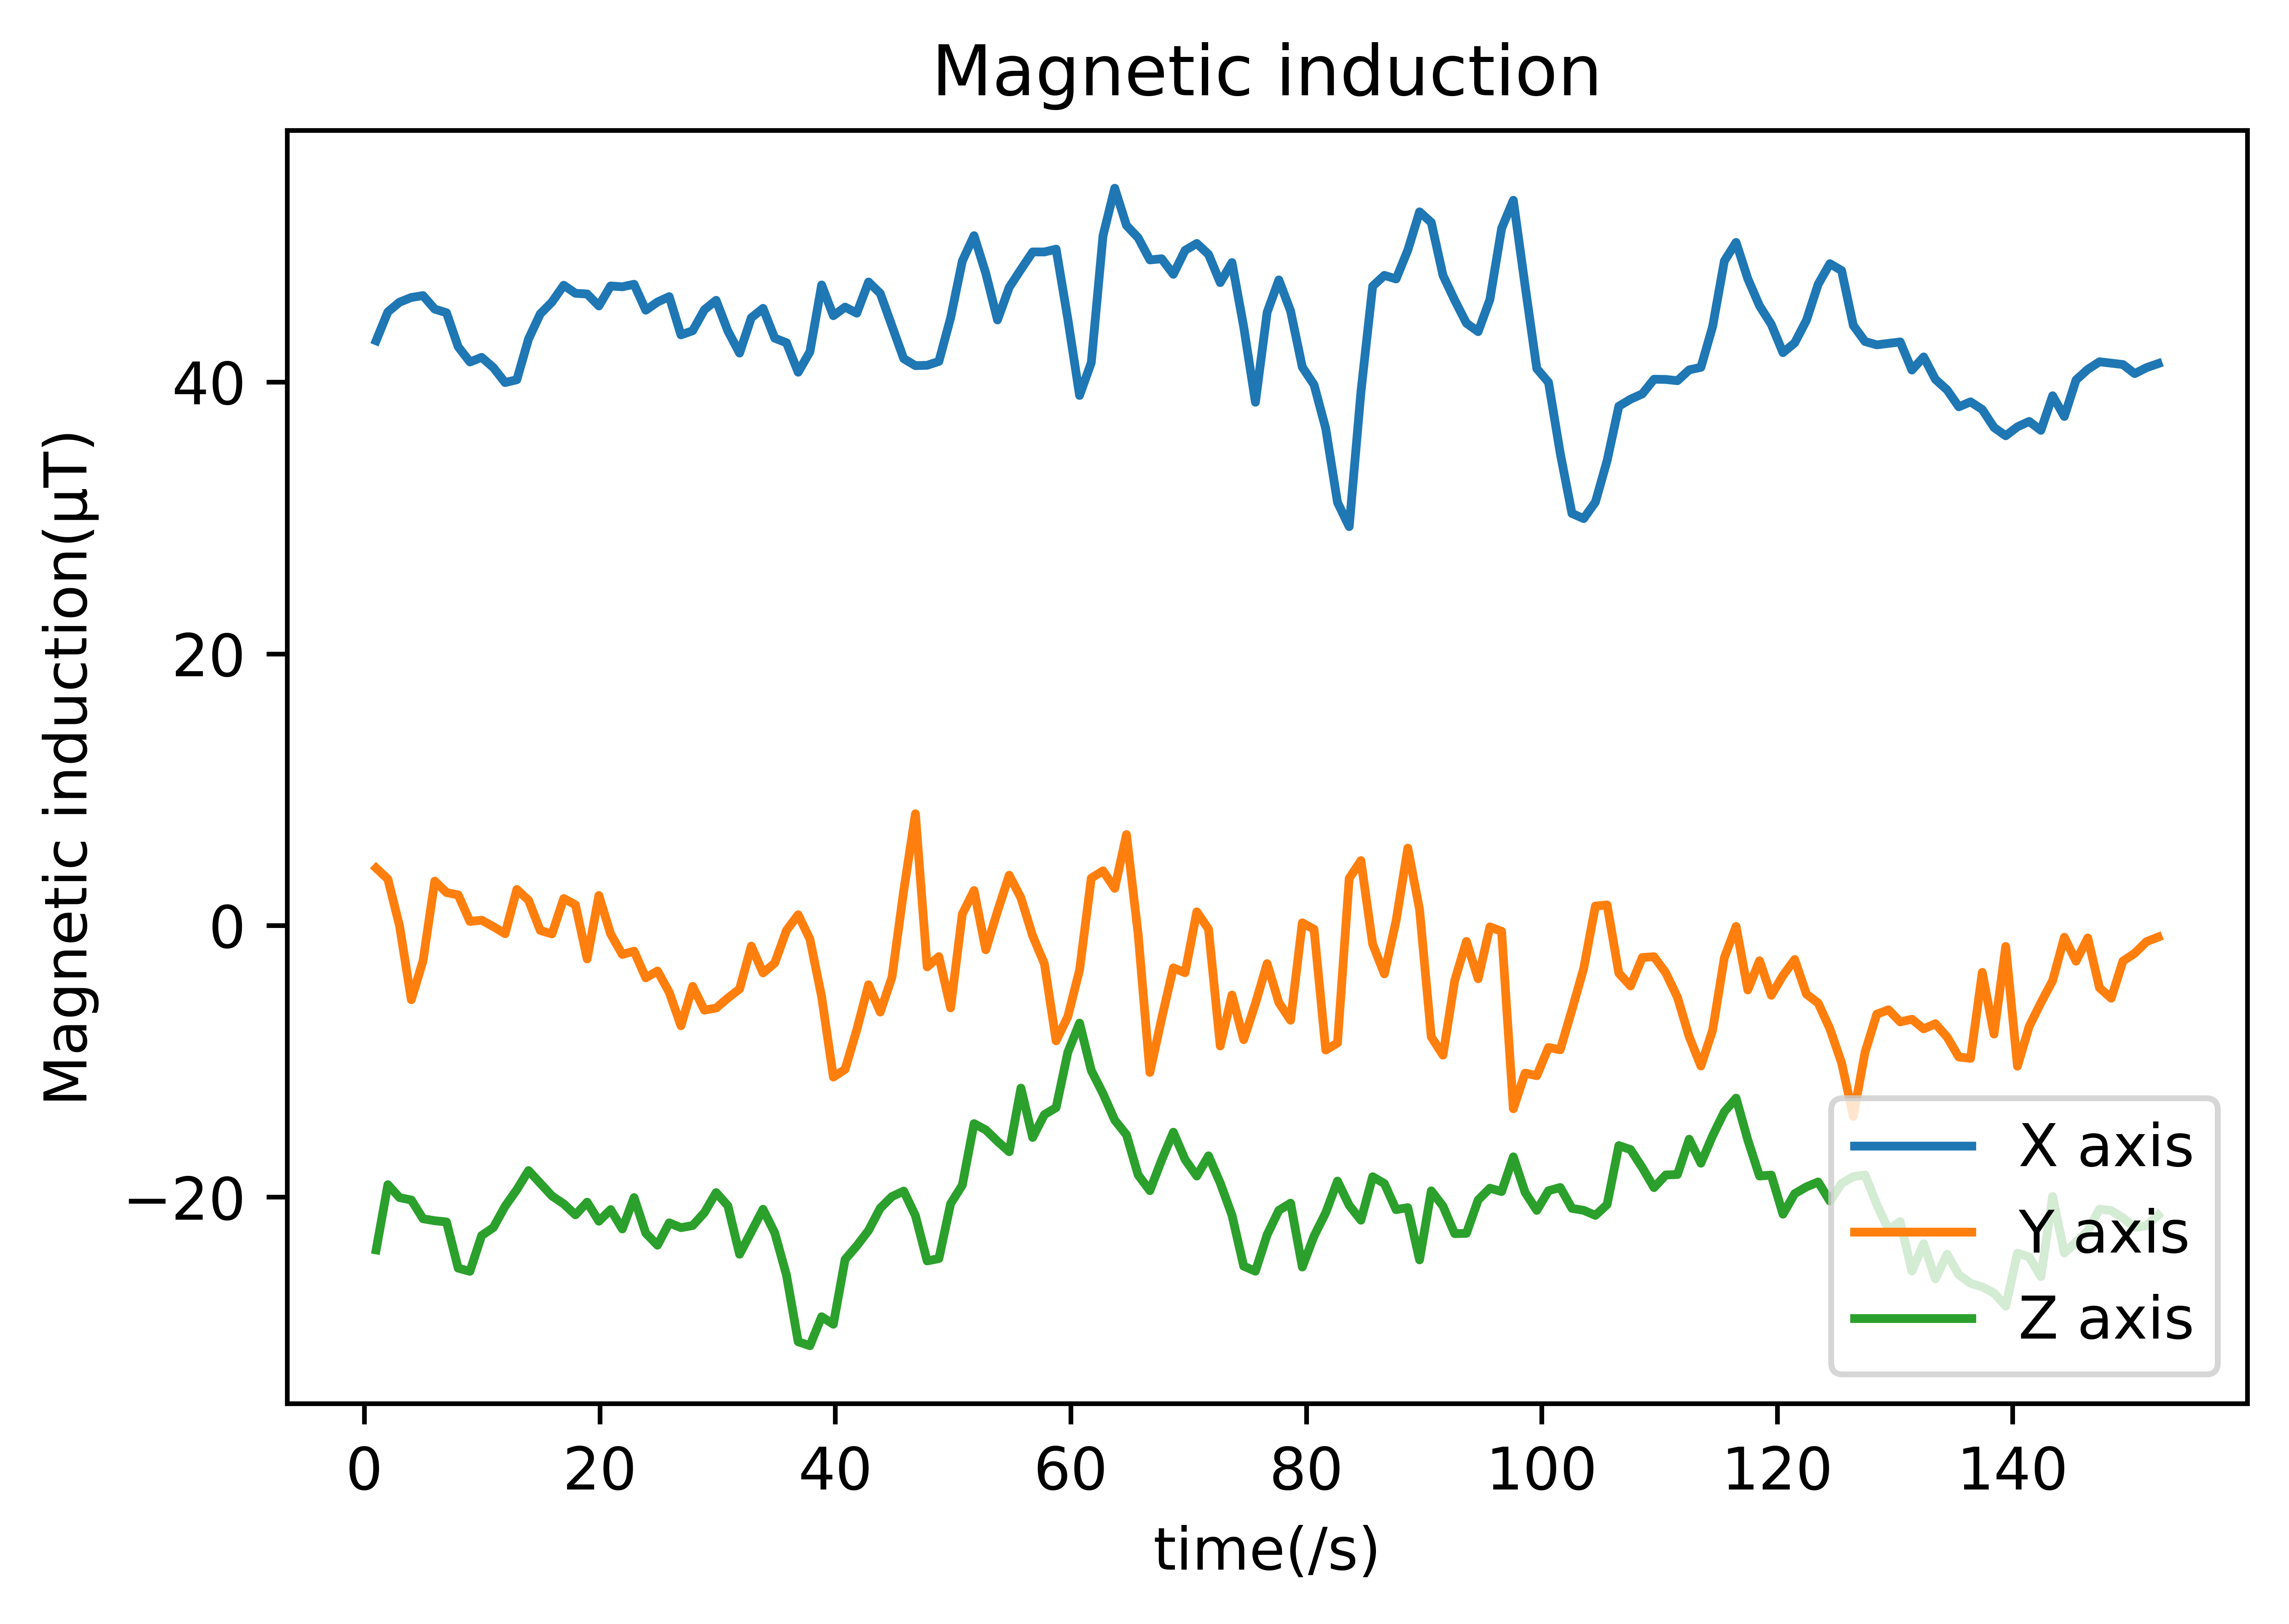 Magnetic induction
Magnetic induction(μT)
40
20
0
−20
X axis
Y axis
Z axis
0 20 40 60 80 100 120 140
time(/s)